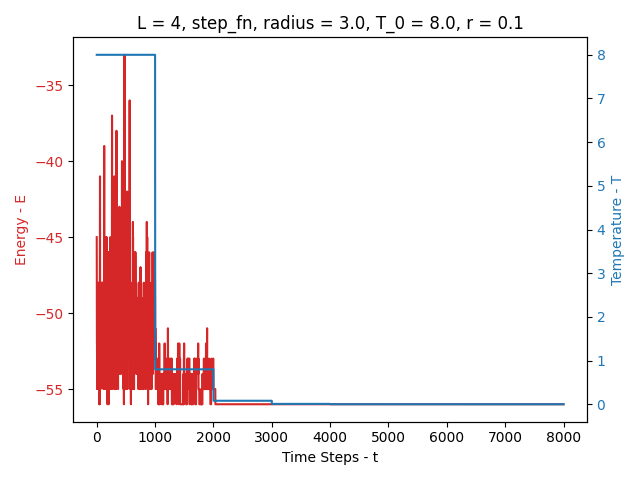 L = 4, step_fn, radius = 3.0, T_0 = 8.0, r = 0.1
Energy - E
−35
−40
−45
−50
−55
8
7
6
5
4
3
2
1
0
Temperature - T
0 1000 2000 3000 4000 5000 6000 7000 8000
Time Steps - t